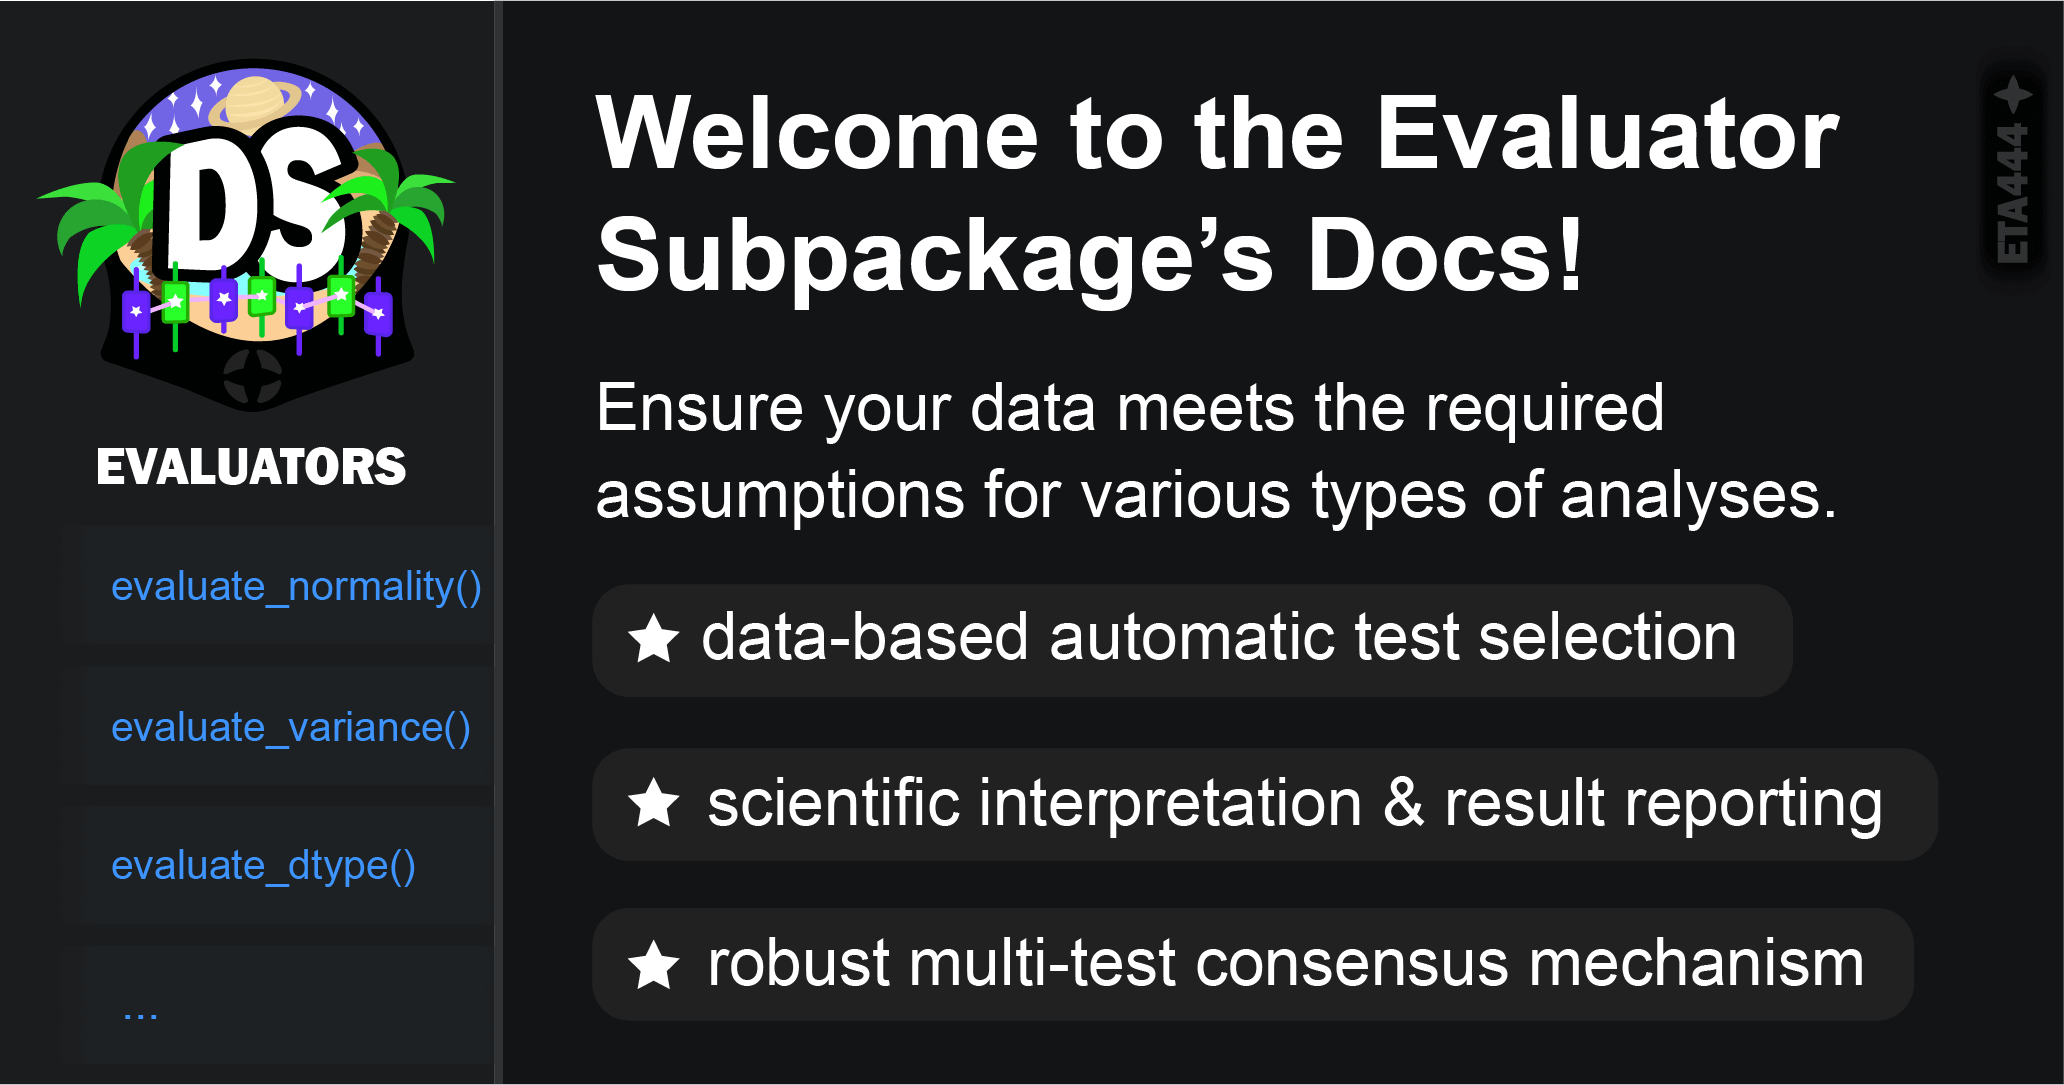 DS
EVALUATORS
evaluate_normality()
evaluate_variance()
evaluate_dtype()
...
Welcome to the Evaluator
Subpackage’s Docs!
Ensure your data meets the required
assumptions for various types of analyses.
data-based automatic test selection
scientific interpretation & result reporting
robust multi-test consensus mechanism
ETA444